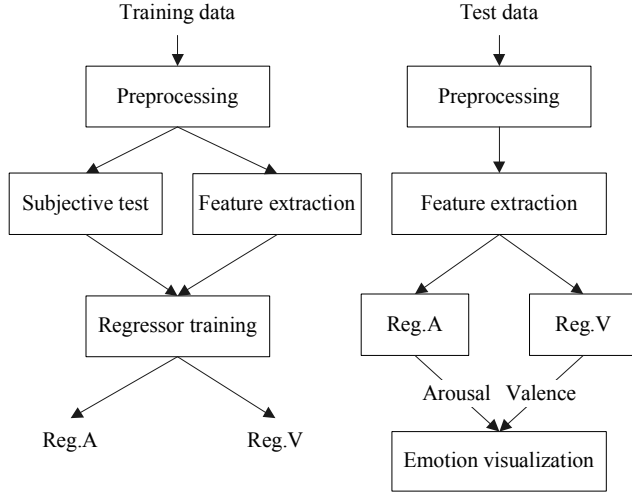 Training data
Preprocessing
Subjective test
Feature extraction
Regressor training
Reg.A
Reg.V
Test data
Preprocessing
Feature extraction
Reg.A
Reg.V
Arousal
Valence
Emotion visualization